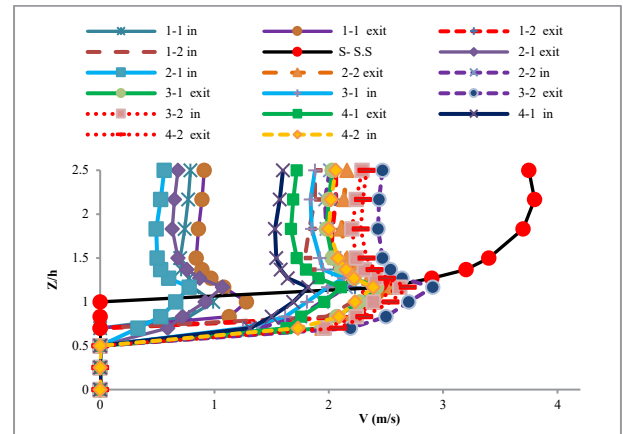 1-1 in 1-1 exit 1-2 exit
1-2 in S- S.S 2-1 exit
2-1 in 2-2 exit 2-2 in
3-1 exit 3-1 in 3-2 exit
3-2 in 4-1 exit 4-1 in
4-2 exit 4-2 in
2.5
2
1.5
1
0.5
0
Z/h
0 1 2 3 4
V (m/s)